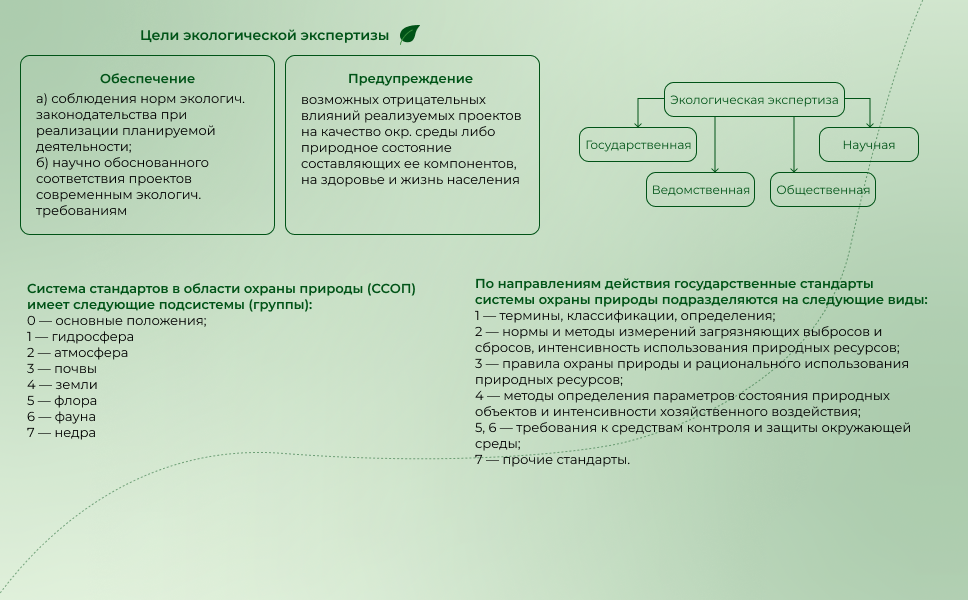 Цели экологической экспертизы
Обеспечение
а) соблюдения норм экологич.
законодательства при
реализации планируемой
деятельности;
б) научно обоснованного
соответствия проектов
современным экологич.
требованиям
Предупреждение
возможных отрицательных
влияний реализуемых проектов
на качество окр. среды либо
природное состояние
составляющих ее компонентов,
на здоровье и жизнь населения
Экологическая экспертиза
Государственная
Научная
Ведомственная
Общественная
Система стандартов в области охраны природы (ССОП)
имеет следующие подсистемы (группы):
0 — основные положения;
1 — гидросфера
2 — атмосфера
3 — почвы
4 — земли
5 — флора
6 — фауна
7 — недра
По направлениям действия государственные стандарты
системы охраны природы подразделяются на следующие виды:
1 — термины, классификации, определения;
2 — нормы и методы измерений загрязняющих выбросов и
сбросов, интенсивность использования природных ресурсов;
3 — правила охраны природы и рационального использования
природных ресурсов;
4 — методы определения параметров состояния природных
объектов и интенсивности хозяйственного воздействия;
5, 6 — требования к средствам контроля и защиты окружающей
среды;
7 — прочие стандарты.